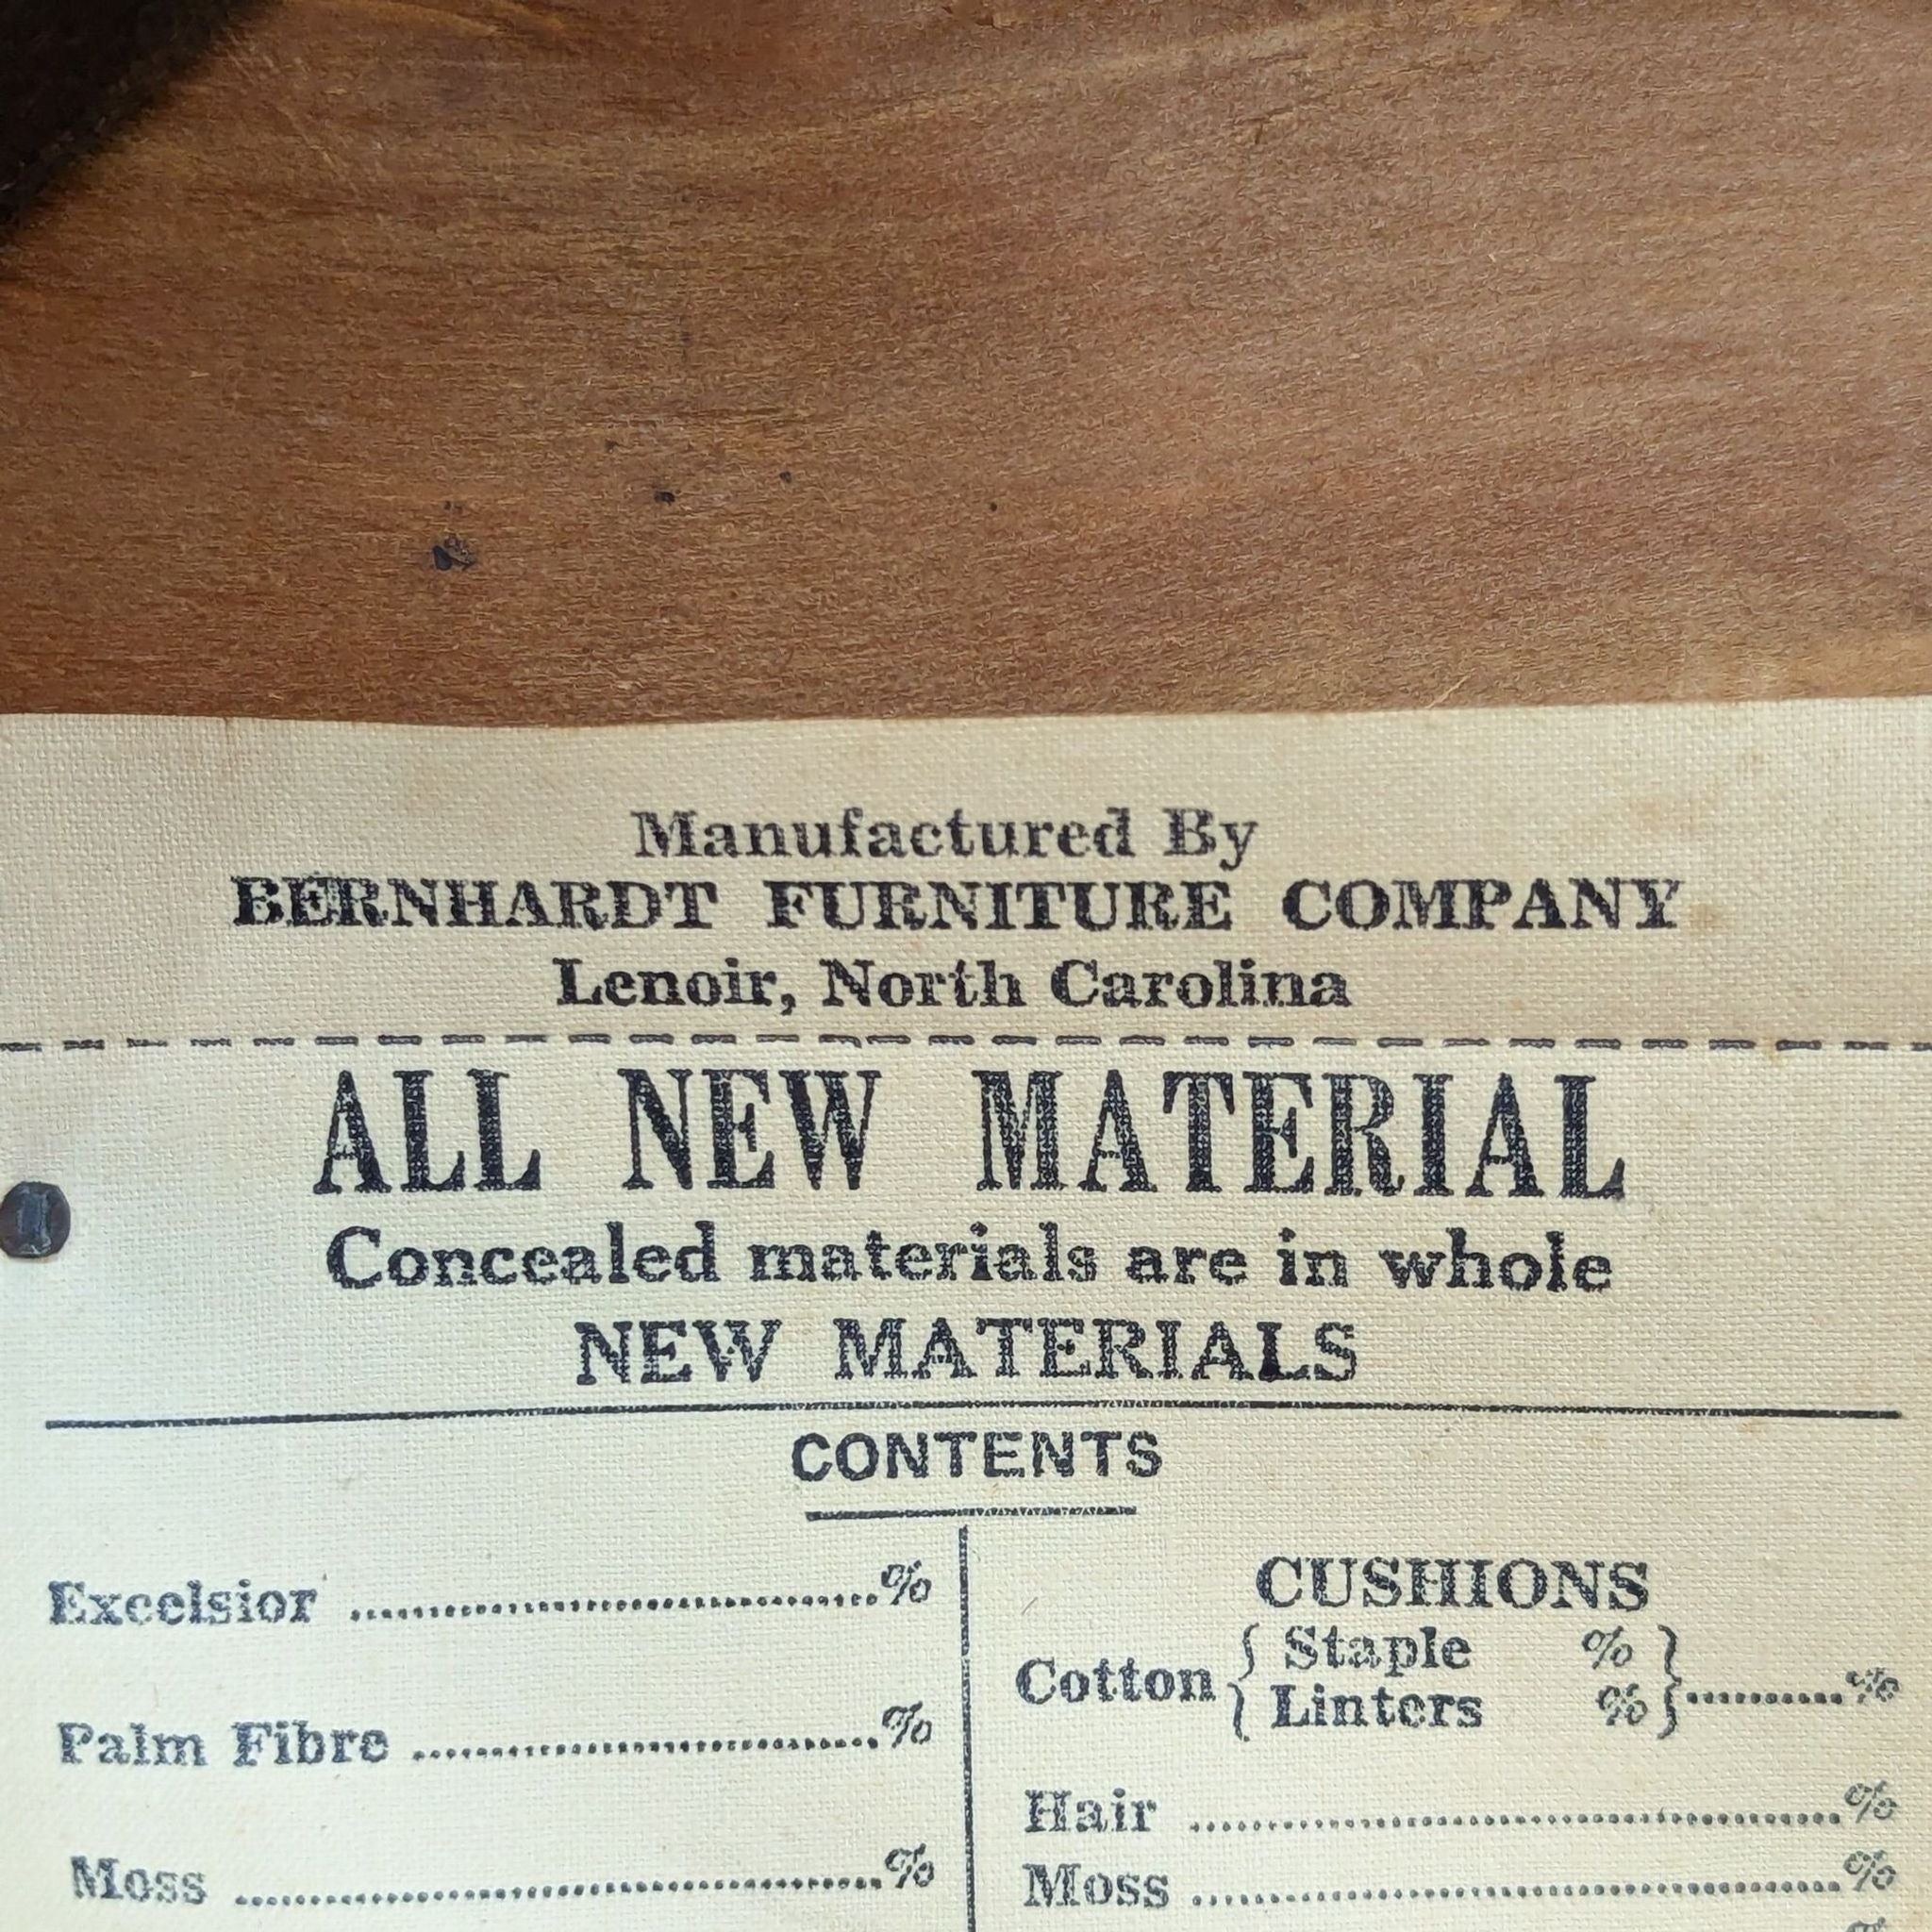 Manufactured By
BERNHARDT FURNITURE COMPANY
Lenoir, North Carolina
ALL NEW MATERIAL
Concealed materials are in whole
NEW MATERIALS
CONTENTS
Excelsior ..............................%
Palm Fibre ..............................%
Moss ..............................%
CUSHIONS
Cotton { Staple % } ..........%
{ Linters % }
Hair ..............................%
Moss ..............................%
%